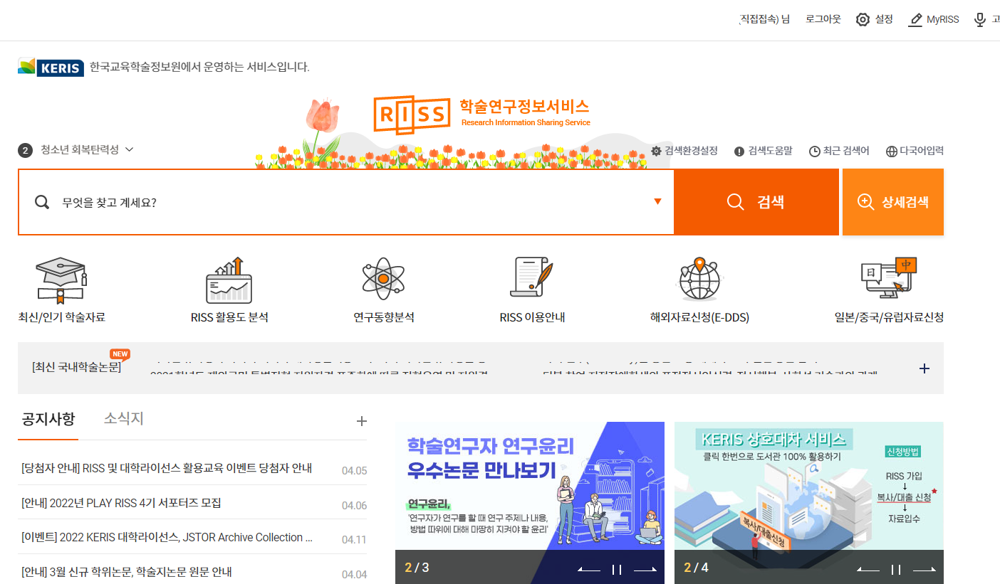 직접접속) 님 로그아웃 설정 MyRISS
KERIS 한국교육학술정보원에서 운영하는 서비스입니다.
RISS 학술연구정보서비스
Research Information Sharing Service
2 청소년 회복탄력성
검색환경설정 검색도움말 최근 검색어 다국어입력
무엇을 찾고 계세요?
검색
상세검색
日 中
최신/인기 학술자료 RISS 활용도 분석 연구동향분석 RISS 이용안내 해외자료신청(E-DDS) 일본/중국/유럽자료신청
NEW
[최신 국내학술논문]
공지사항 소식지
[당첨자 안내] RISS 및 대학라이선스 활용교육 이벤트 당첨자 안내 04.05
[안내] 2022년 PLAY RISS 4기 서포터즈 모집 04.06
[이벤트] 2022 KERIS 대학라이선스, JSTOR Archive Collection ... 04.11
[안내] 3월 신규 학위논문, 학술지논문 원문 안내 04.04
학술연구자 연구윤리
우수논문 만나보기
연구윤리,
'연구자가 연구를 할 때 연구 주제나 내용,
방법 따위에 대해 마땅히 지켜야 할 윤리'
2 / 3
KERIS 상호대차 서비스
클릭 한번으로 도서관 100% 활용하기
신청방법
RISS 가입
↓
복사/대출 신청
↓
자료입수
복사/대출신청
2 / 4